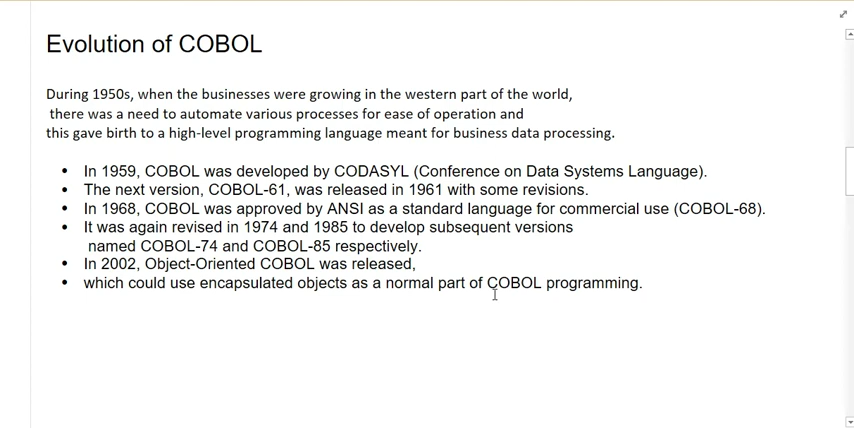 Evolution of COBOL
During 1950s, when the businesses were growing in the western part of the world,
there was a need to automate various processes for ease of operation and
this gave birth to a high-level programming language meant for business data processing.
• In 1959, COBOL was developed by CODASYL (Conference on Data Systems Language).
• The next version, COBOL-61, was released in 1961 with some revisions.
• In 1968, COBOL was approved by ANSI as a standard language for commercial use (COBOL-68).
• It was again revised in 1974 and 1985 to develop subsequent versions
named COBOL-74 and COBOL-85 respectively.
• In 2002, Object-Oriented COBOL was released,
• which could use encapsulated objects as a normal part of COBOL programming.